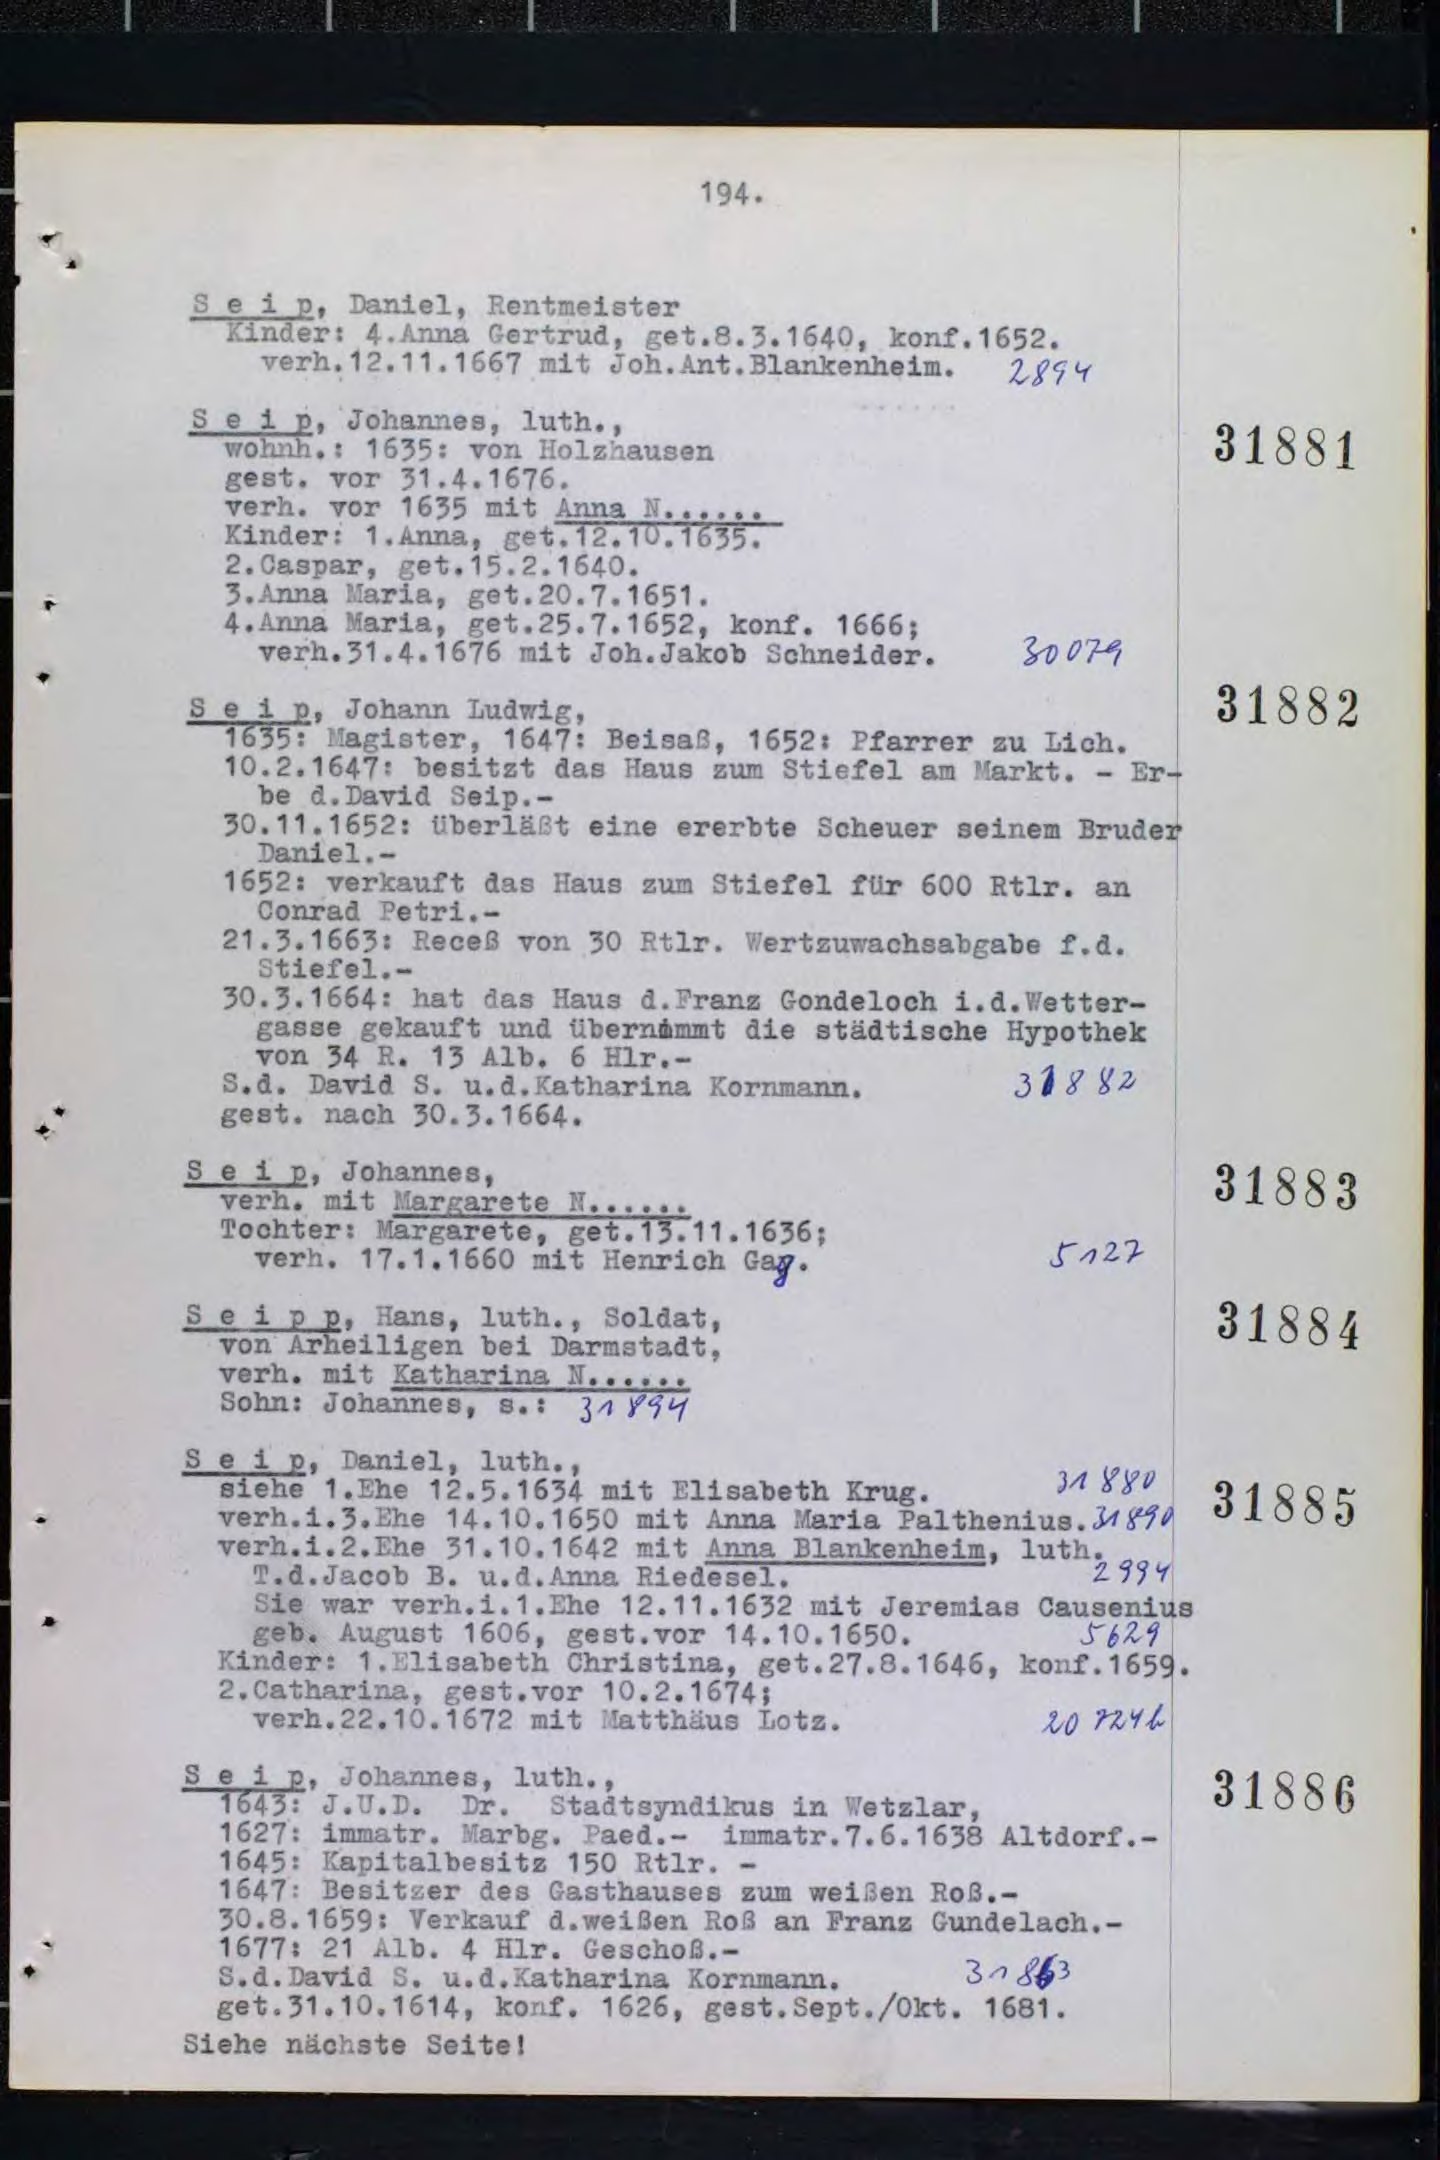 194.
S e i p, Daniel, Rentmeister
Kinder: 4.Anna Gertrud, get.8.3.1640, konf.1652.
verh.12.11.1667 mit Joh.Ant.Blankenheim. 2894
S e i p, Johannes, luth., 31881
wohnh.: 1635: von Holzhausen
gest. vor 31.4.1676.
verh. vor 1635 mit Anna N......
Kinder: 1.Anna, get.12.10.1635.
2.Caspar, get.15.2.1640.
3.Anna Maria, get.20.7.1651.
4.Anna Maria, get.25.7.1652, konf. 1666;
verh.31.4.1676 mit Joh.Jakob Schneider. 30079
S e i p, Johann Ludwig, 31882
1635: Magister, 1647: Beisaß, 1652: Pfarrer zu Lich.
10.2.1647: besitzt das Haus zum Stiefel am Markt. - Er-
be d.David Seip.-
30.11.1652: überläßt eine ererbte Scheuer seinem Bruder
Daniel.-
1652: verkauft das Haus zum Stiefel für 600 Rtlr. an
Conrad Petri.-
21.3.1663: Receß von 30 Rtlr. Wertzuwachsabgabe f.d.
Stiefel.-
30.3.1664: hat das Haus d.Franz Gondeloch i.d.Wetter-
gasse gekauft und übernimmt die städtische Hypothek
von 34 R. 13 Alb. 6 Hlr.-
S.d. David S. u.d.Katharina Kornmann. 31882
gest. nach 30.3.1664.
S e i p, Johannes, 31883
verh. mit Margarete N......
Tochter: Margarete, get.13.11.1636;
verh. 17.1.1660 mit Henrich Gag. 5127
S e i p p, Hans, luth., Soldat, 31884
von Arheiligen bei Darmstadt,
verh. mit Katharina N......
Sohn: Johannes, s.: 31894
S e i p, Daniel, luth., 31885
siehe 1.Ehe 12.5.1634 mit Elisabeth Krug. 31880
verh.i.3.Ehe 14.10.1650 mit Anna Maria Palthenius. 31890
verh.i.2.Ehe 31.10.1642 mit Anna Blankenheim, luth.
T.d.Jacob B. u.d.Anna Riedesel. 2994
Sie war verh.i.1.Ehe 12.11.1632 mit Jeremias Causenius
geb. August 1606, gest.vor 14.10.1650. 5629
Kinder: 1.Elisabeth Christina, get.27.8.1646, konf.1659.
2.Catharina, gest.vor 10.2.1674;
verh.22.10.1672 mit Matthäus Lotz. 20724b
S e i p, Johannes, luth., 31886
1643: J.U.D. Dr. Stadtsyndikus in Wetzlar,
1627: immatr. Marbg. Paed.- immatr.7.6.1638 Altdorf.-
1645: Kapitalbesitz 150 Rtlr. -
1647: Besitzer des Gasthauses zum weißen Roß.-
30.8.1659: Verkauf d.weißen Roß an Franz Gundelach.-
1677: 21 Alb. 4 Hlr. Geschoß.-
S.d.David S. u.d.Katharina Kornmann. 31863
get.31.10.1614, konf. 1626, gest.Sept./Okt. 1681.
Siehe nächste Seite!